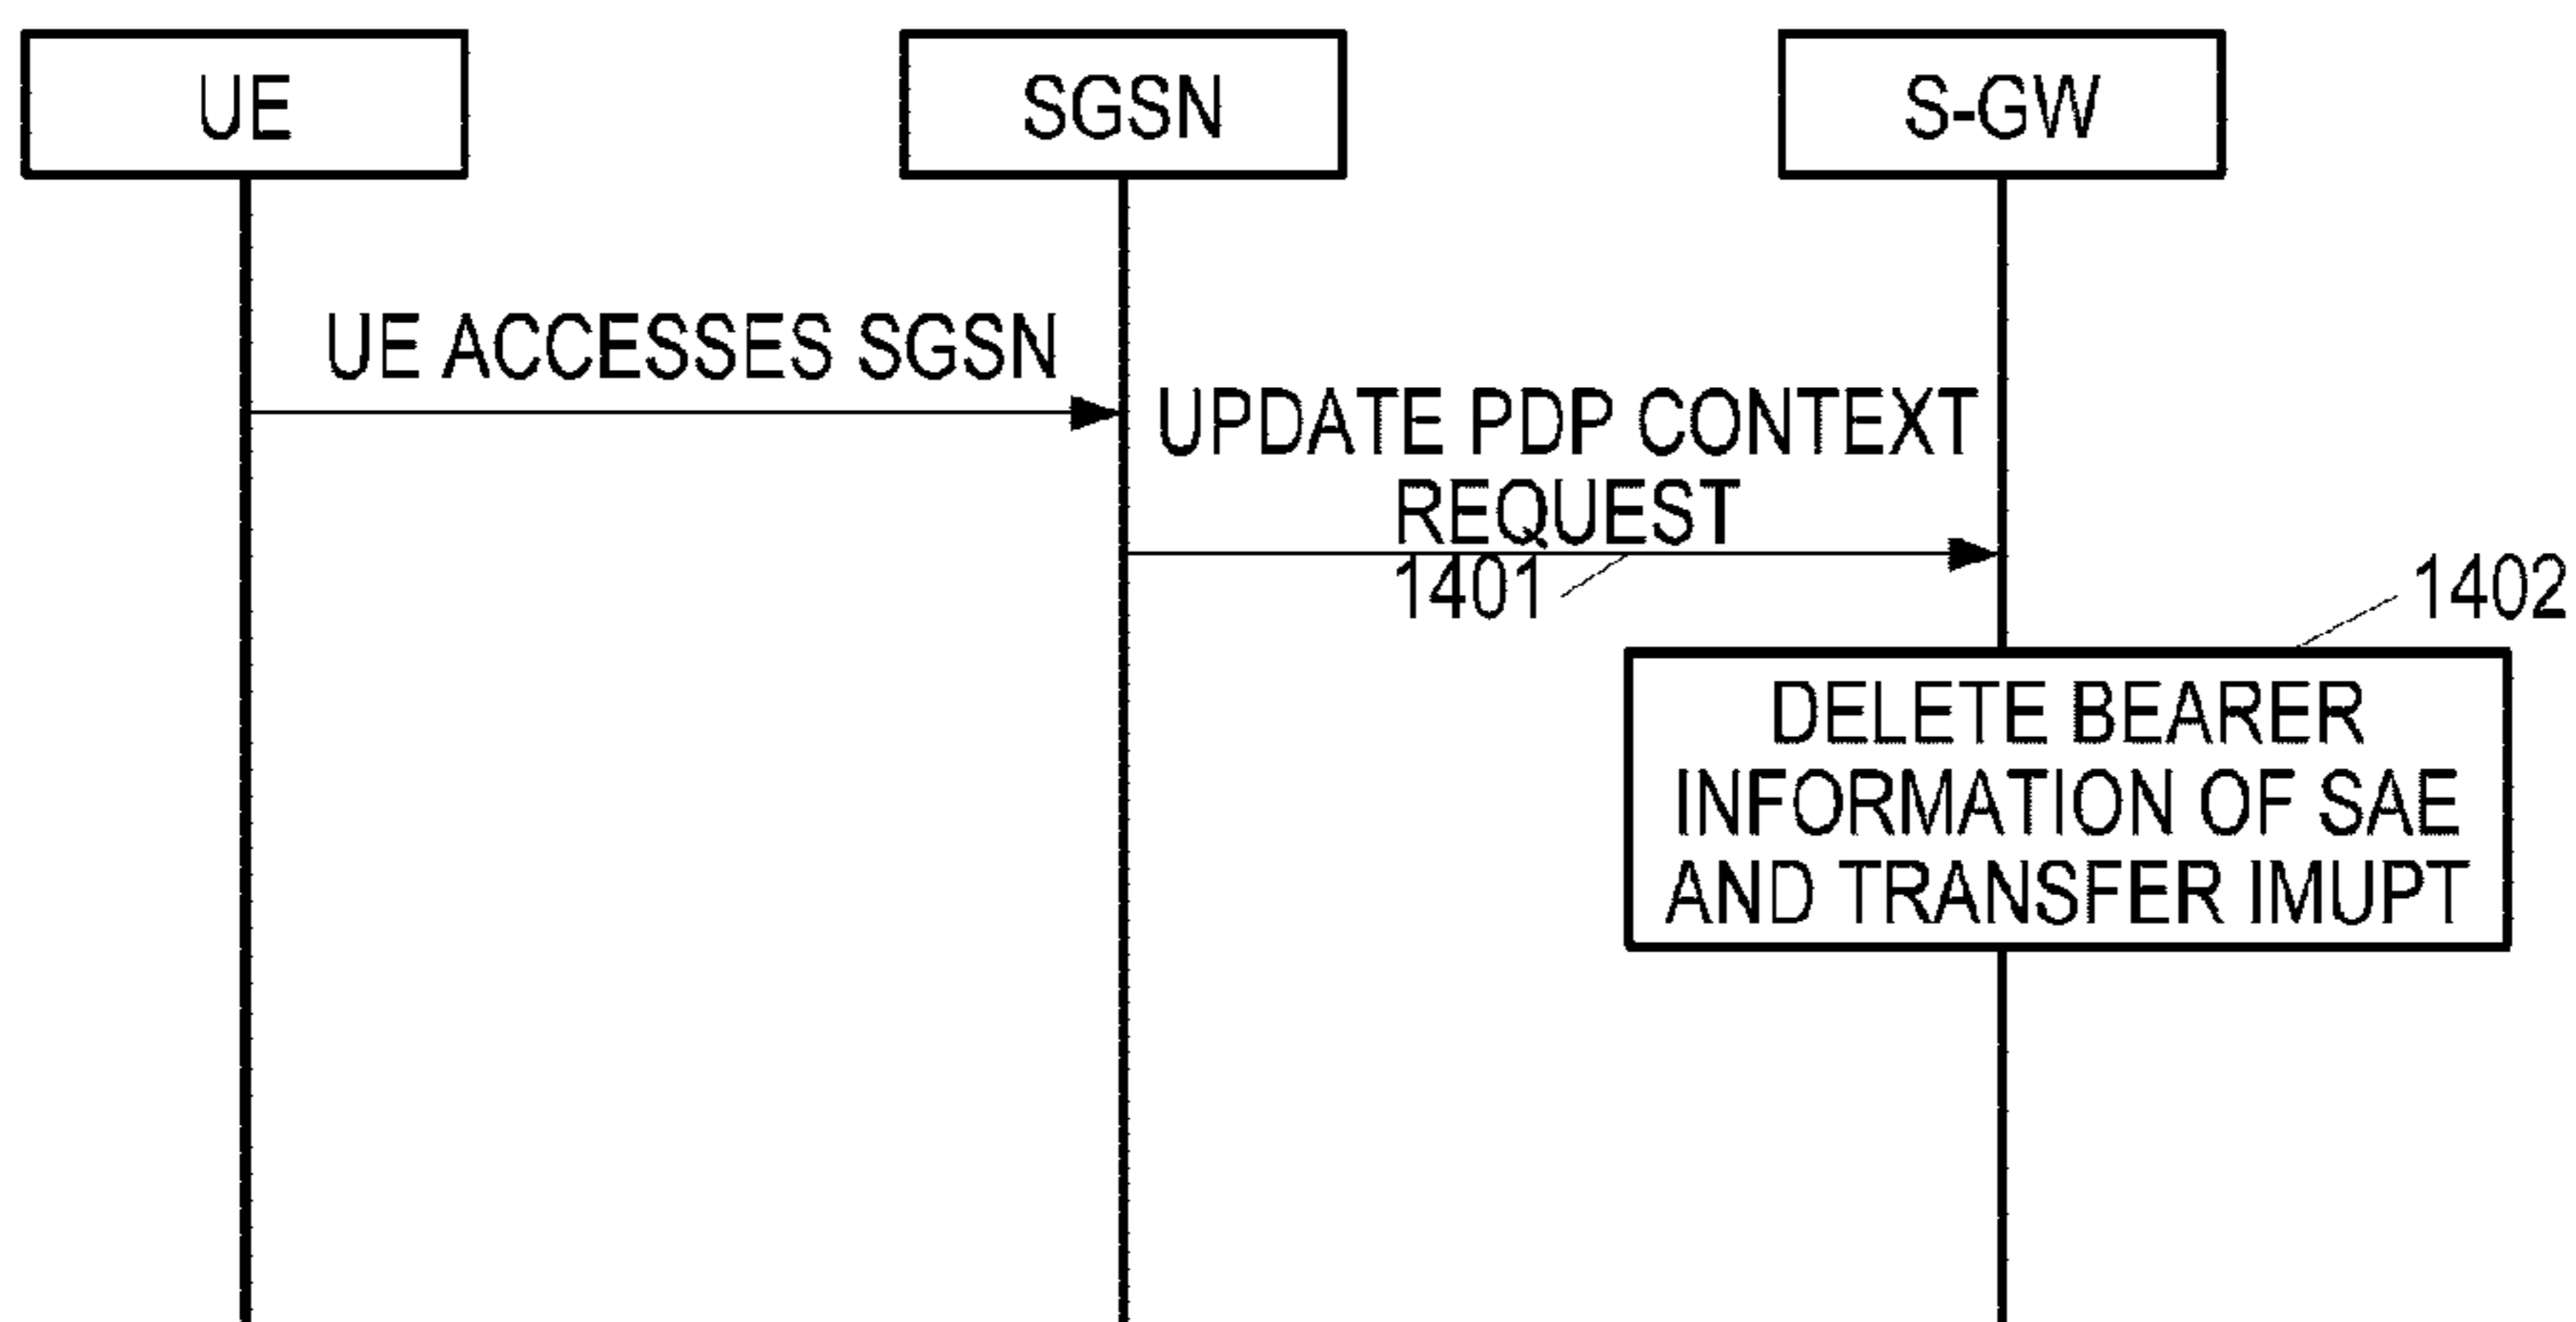 UE
SGSN
S-GW
UE ACCESSES SGSN
UPDATE PDP CONTEXT
REQUEST
1401
1402
DELETE BEARER
INFORMATION OF SAE
AND TRANSFER IMUPT